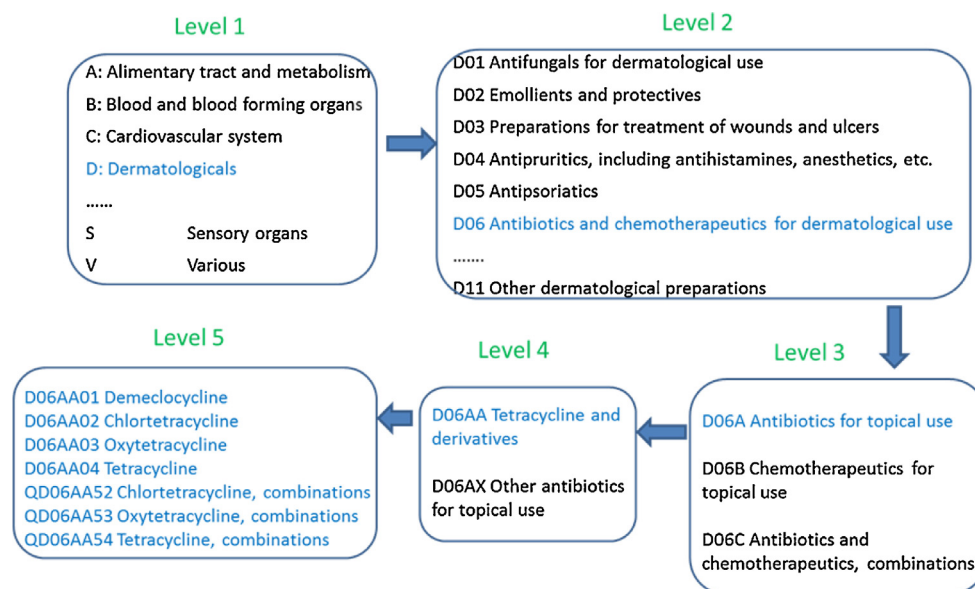 Level 1
A: Alimentary tract and metabolism
B: Blood and blood forming organs
C: Cardiovascular system
D: Dermatologicals
......
S Sensory organs
V Various
Level 2
D01 Antifungals for dermatological use
D02 Emollients and protectives
D03 Preparations for treatment of wounds and ulcers
D04 Antipruritics, including antihistamines, anesthetics, etc.
D05 Antipsoriatics
D06 Antibiotics and chemotherapeutics for dermatological use
.......
D11 Other dermatological preparations
Level 3
D06A Antibiotics for topical use
D06B Chemotherapeutics for
topical use
D06C Antibiotics and
chemotherapeutics, combinations
Level 4
D06AA Tetracycline and
derivatives
D06AX Other antibiotics
for topical use
Level 5
D06AA01 Demeclocycline
D06AA02 Chlortetracycline
D06AA03 Oxytetracycline
D06AA04 Tetracycline
QD06AA52 Chlortetracycline, combinations
QD06AA53 Oxytetracycline, combinations
QD06AA54 Tetracycline, combinations